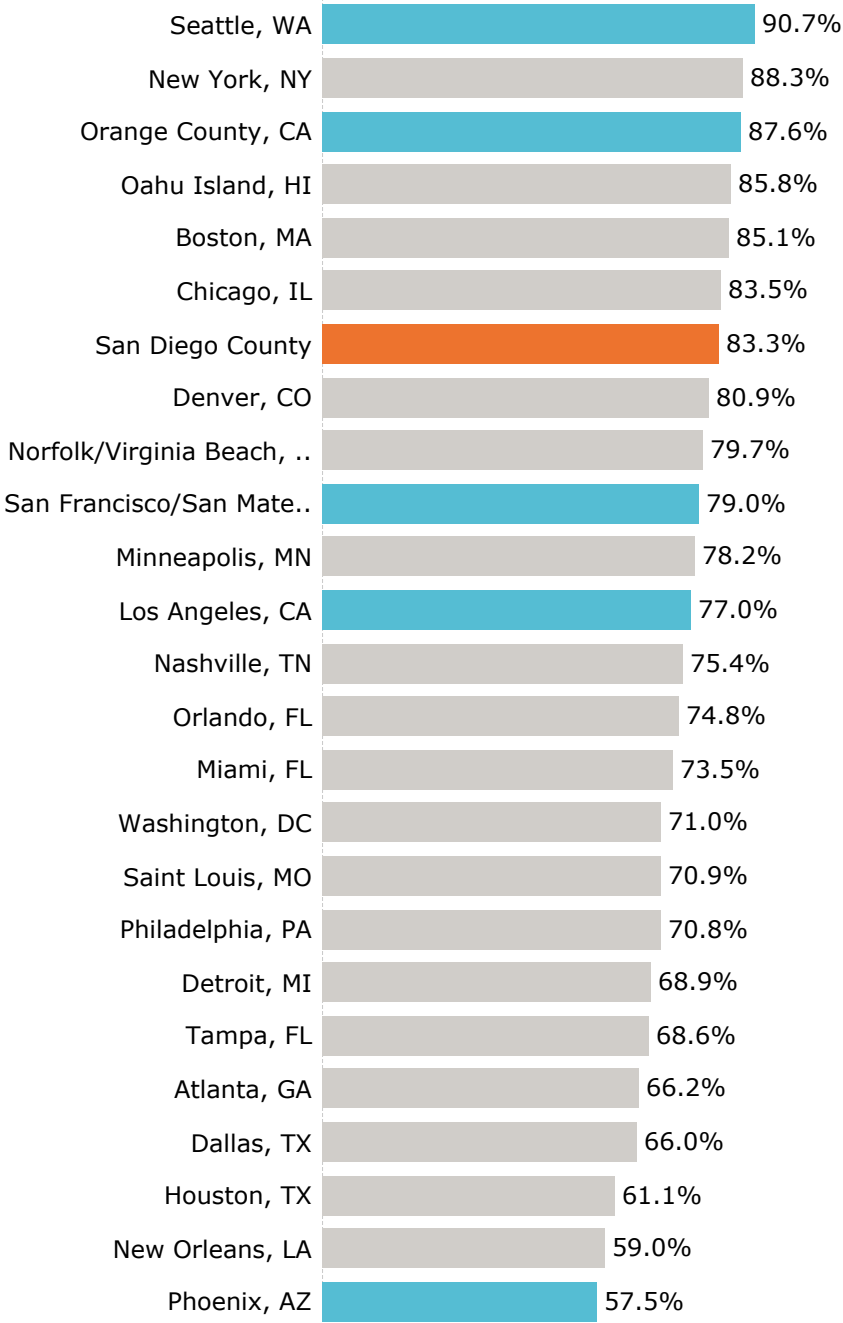 Seattle, WA 90.7%
New York, NY 88.3%
Orange County, CA 87.6%
Oahu Island, HI 85.8%
Boston, MA 85.1%
Chicago, IL 83.5%
San Diego County 83.3%
Denver, CO 80.9%
Norfolk/Virginia Beach, .. 79.7%
San Francisco/San Mate.. 79.0%
Minneapolis, MN 78.2%
Los Angeles, CA 77.0%
Nashville, TN 75.4%
Orlando, FL 74.8%
Miami, FL 73.5%
Washington, DC 71.0%
Saint Louis, MO 70.9%
Philadelphia, PA 70.8%
Detroit, MI 68.9%
Tampa, FL 68.6%
Atlanta, GA 66.2%
Dallas, TX 66.0%
Houston, TX 61.1%
New Orleans, LA 59.0%
Phoenix, AZ 57.5%